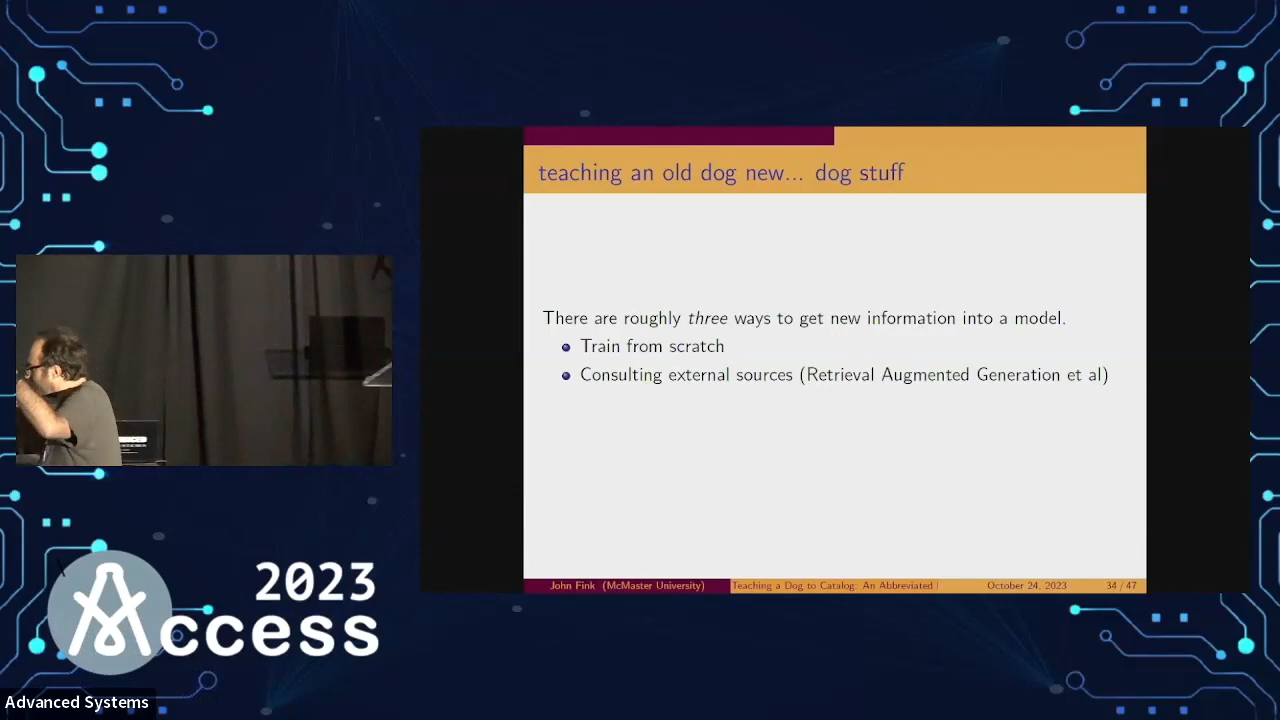 teaching an old dog new... dog stuff
There are roughly three ways to get new information into a model.
Train from scratch
Consulting external sources (Retrieval Augmented Generation et al)
John Fink (McMaster University)
Teaching a Dog to Catalog: An Abbreviated
October 24, 2023
34 / 47
2023
Access
Advanced Systems